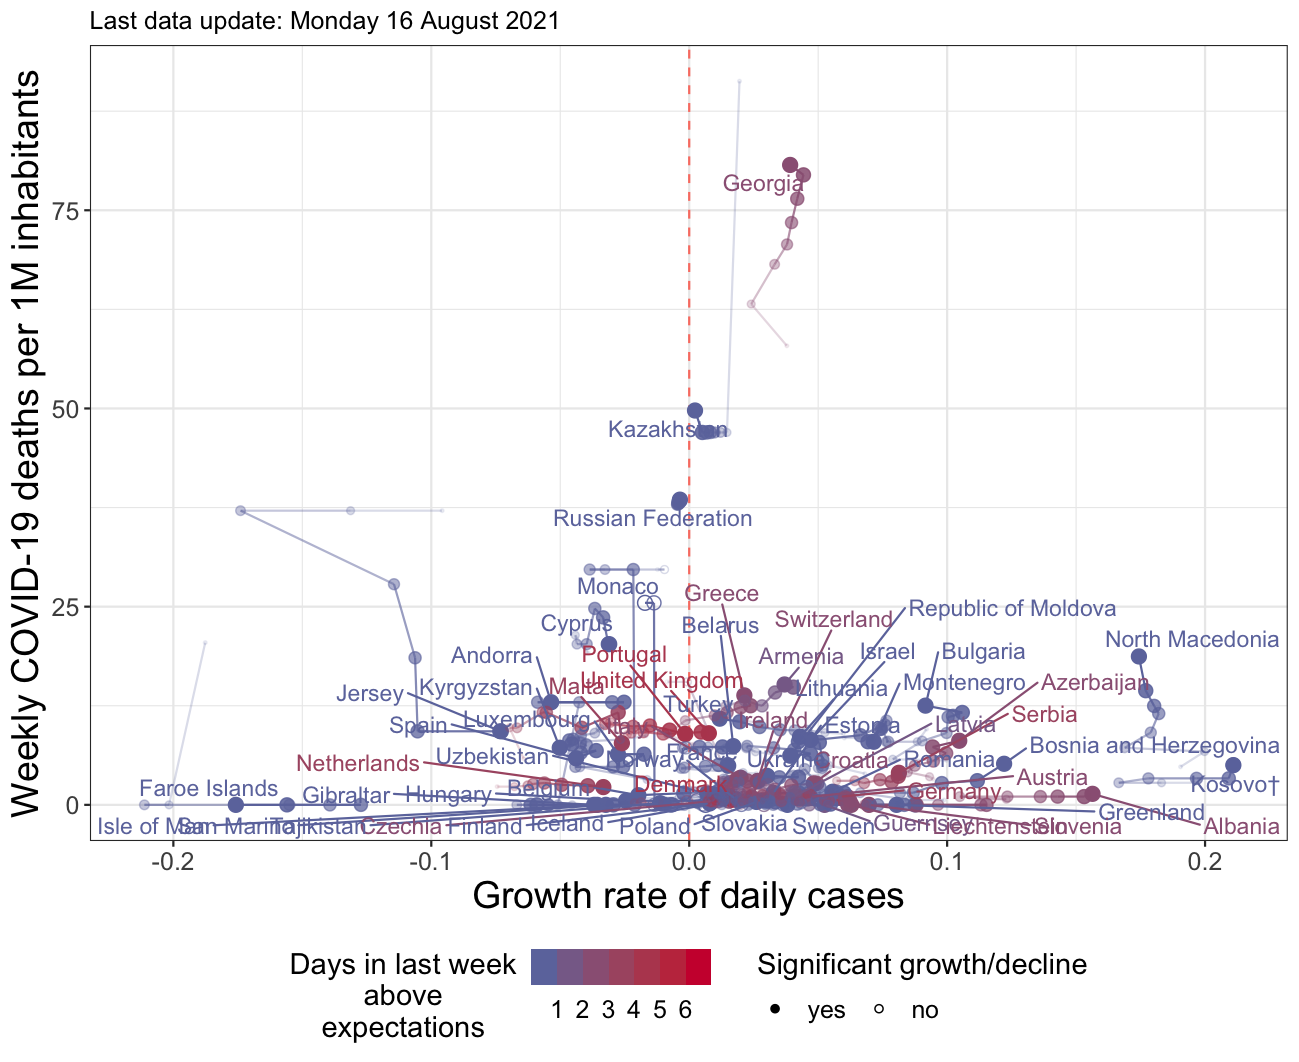 Last data update: Monday 16 August 2021
Weekly COVID-19 deaths per 1M inhabitants
75
50
25
0
Georgia
Kazakhstan
Russian Federation
Monaco
Greece
Cyprus
Belarus
Switzerland
Republic of Moldova
North Macedonia
Andorra
Portugal
Armenia
Israel
Bulgaria
Jersey
Kyrgyzstan
Malta
United Kingdom
Lithuania
Montenegro
Azerbaijan
Spain
Luxembourg
Turkey
Ireland
Estonia
Latvia
Serbia
Uzbekistan
Norway
Ukraine
Croatia
Romania
Bosnia and Herzegovina
Netherlands
Denmark
Germany
Austria
Kosovo†
Faroe Islands
Gibraltar
Hungary
Belgium
Greenland
Isle of Man
San Marino
Tajikistan
Czechia
Finland
Iceland
Poland
Slovakia
Sweden
Guernsey
Liechtenstein
Slovenia
Albania
-0.2
-0.1
0.0
0.1
0.2
Growth rate of daily cases
Days in last week
above
expectations
1 2 3 4 5 6
Significant growth/decline
yes
no